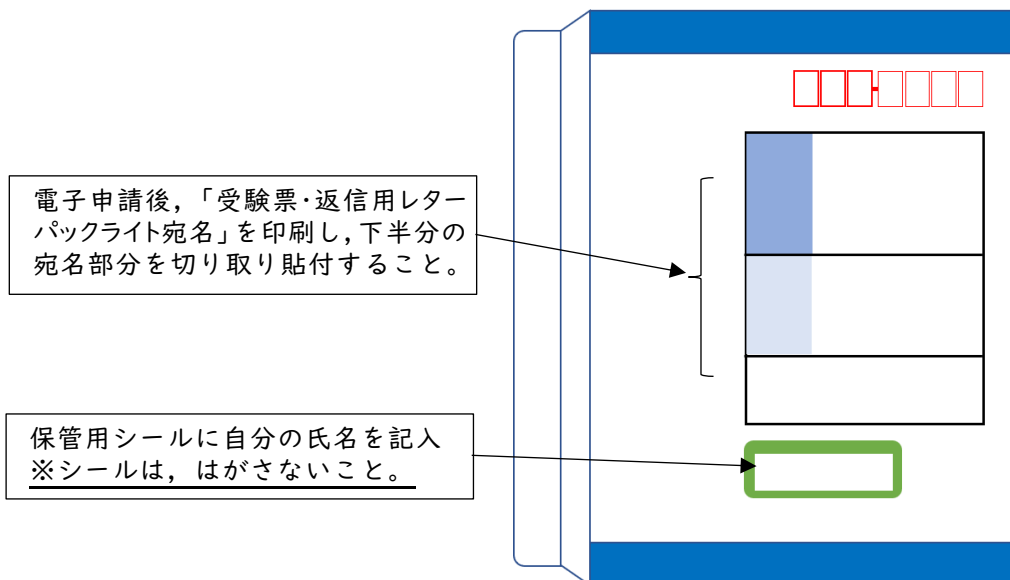 電子申請後，「受験票・返信用レター
パックライト宛名」を印刷し，下半分の
宛名部分を切り取り貼付すること。
保管用シールに自分の氏名を記入
※シールは，はがさないこと。